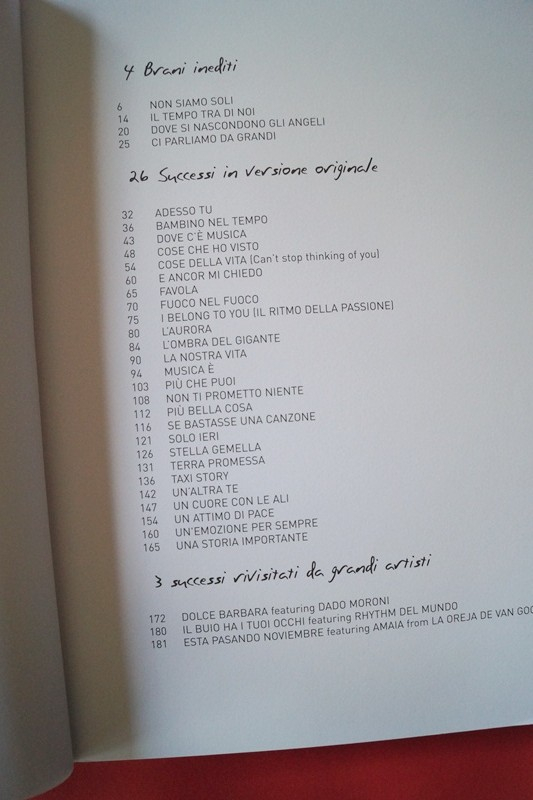 4 Brani inediti
6 NON SIAMO SOLI
14 IL TEMPO TRA DI NOI
20 DOVE SI NASCONDONO GLI ANGELI
25 CI PARLIAMO DA GRANDI
26 Successi in versione originale
32 ADESSO TU
36 BAMBINO NEL TEMPO
43 DOVE C'È MUSICA
48 COSE CHE HO VISTO
54 COSE DELLA VITA (Can't stop thinking of you)
60 E ANCOR MI CHIEDO
65 FAVOLA
70 FUOCO NEL FUOCO
75 I BELONG TO YOU (IL RITMO DELLA PASSIONE)
80 L'AURORA
84 L'OMBRA DEL GIGANTE
90 LA NOSTRA VITA
94 MUSICA È
103 PIÙ CHE PUOI
108 NON TI PROMETTO NIENTE
112 PIÙ BELLA COSA
116 SE BASTASSE UNA CANZONE
121 SOLO IERI
126 STELLA GEMELLA
131 TERRA PROMESSA
136 TAXI STORY
142 UN'ALTRA TE
147 UN CUORE CON LE ALI
154 UN ATTIMO DI PACE
160 UN'EMOZIONE PER SEMPRE
165 UNA STORIA IMPORTANTE
3 successi rivisitati da grandi artisti
172 DOLCE BARBARA featuring DADO MORONI
180 IL BUIO HA I TUOI OCCHI featuring RHYTHM DEL MUNDO
181 ESTA PASANDO NOVIEMBRE featuring AMAIA from LA OREJA DE VAN